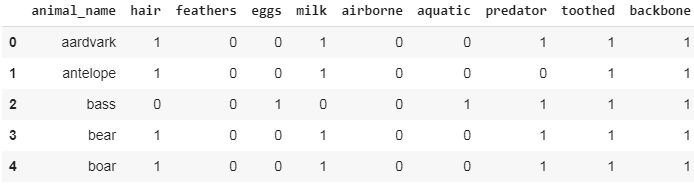 animal_name hair feathers eggs milk airborne aquatic predator toothed backbone
0 aardvark 1 0 0 1 0 0 1 1 1
1 antelope 1 0 0 1 0 0 0 1 1
2 bass 0 0 1 0 0 1 1 1 1
3 bear 1 0 0 1 0 0 1 1 1
4 boar 1 0 0 1 0 0 1 1 1